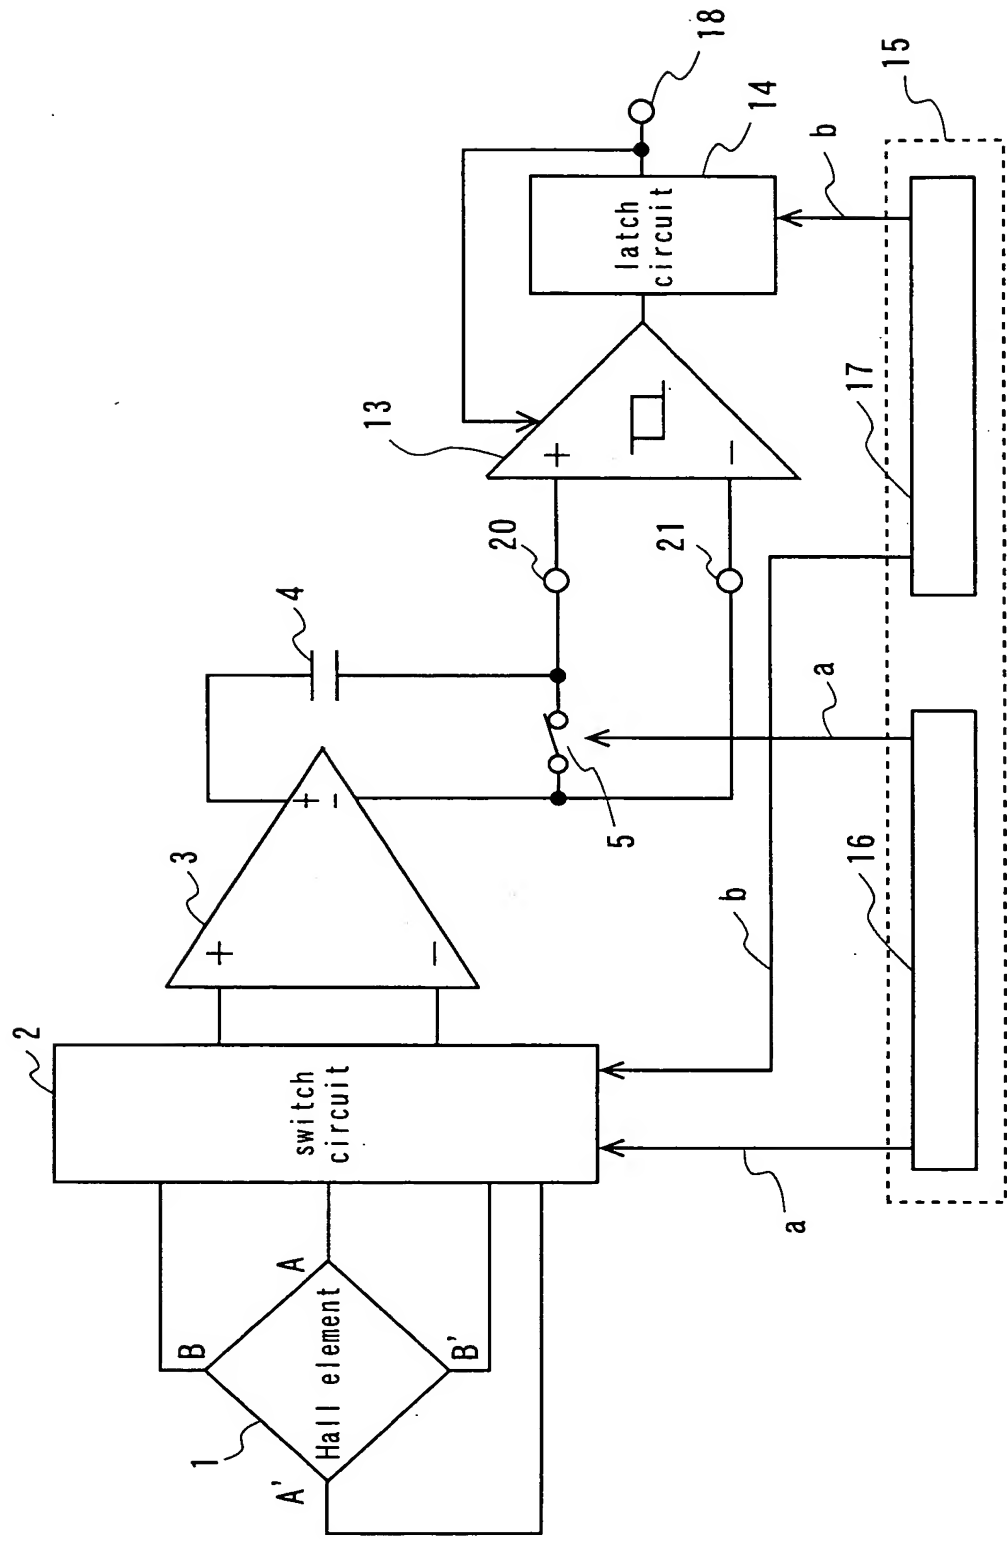 2
3
4
13
18
+
−
+
-
switch
circuit
B
A
1
Hall element
A'
B'
20
21
+
−
latch
circuit
14
5
a
b
b
a
16
17
15